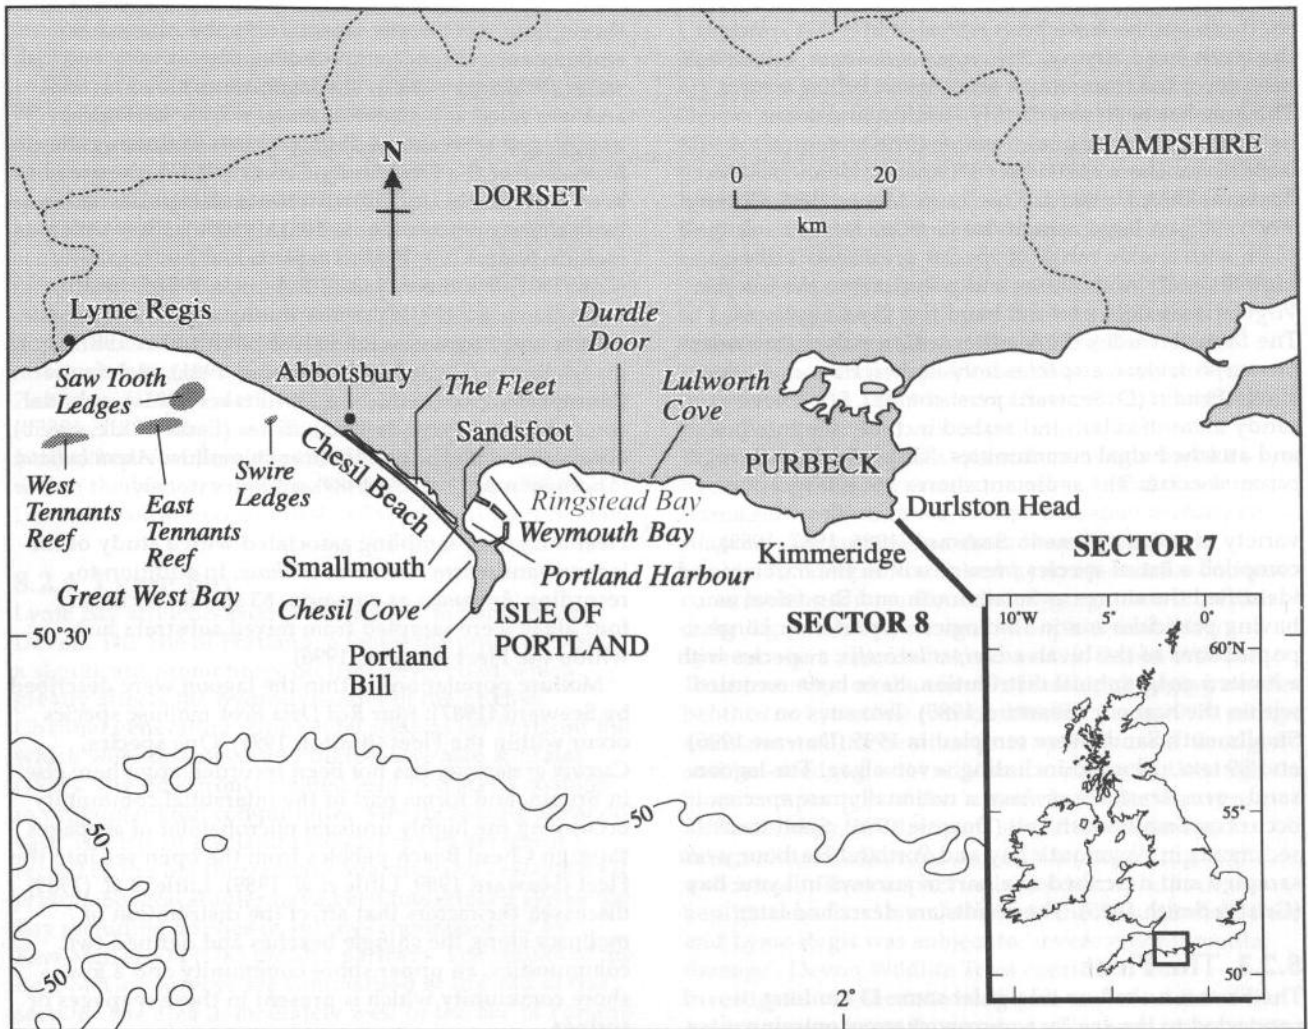 HAMPSHIRE
N
DORSET
0 20
km
Lyme Regis
Durdle
Door
Saw Tooth
Ledges
Abbotsbury
The Fleet
Lulworth
Cove
Sandsfoot
Chesil Beach
PURBECK
Swire
Ledges
West
Tennants
Reef
East
Tennants
Reef
Ringstead Bay
Weymouth Bay
Durlston Head
Smallmouth
Kimmeridge
SECTOR 7
Great West Bay
Chesil Cove
Portland Harbour
ISLE OF
PORTLAND
SECTOR 8
50°30'
Portland
Bill
10°W 5° 0°
60°N
55°
50°
50
50
50
2°